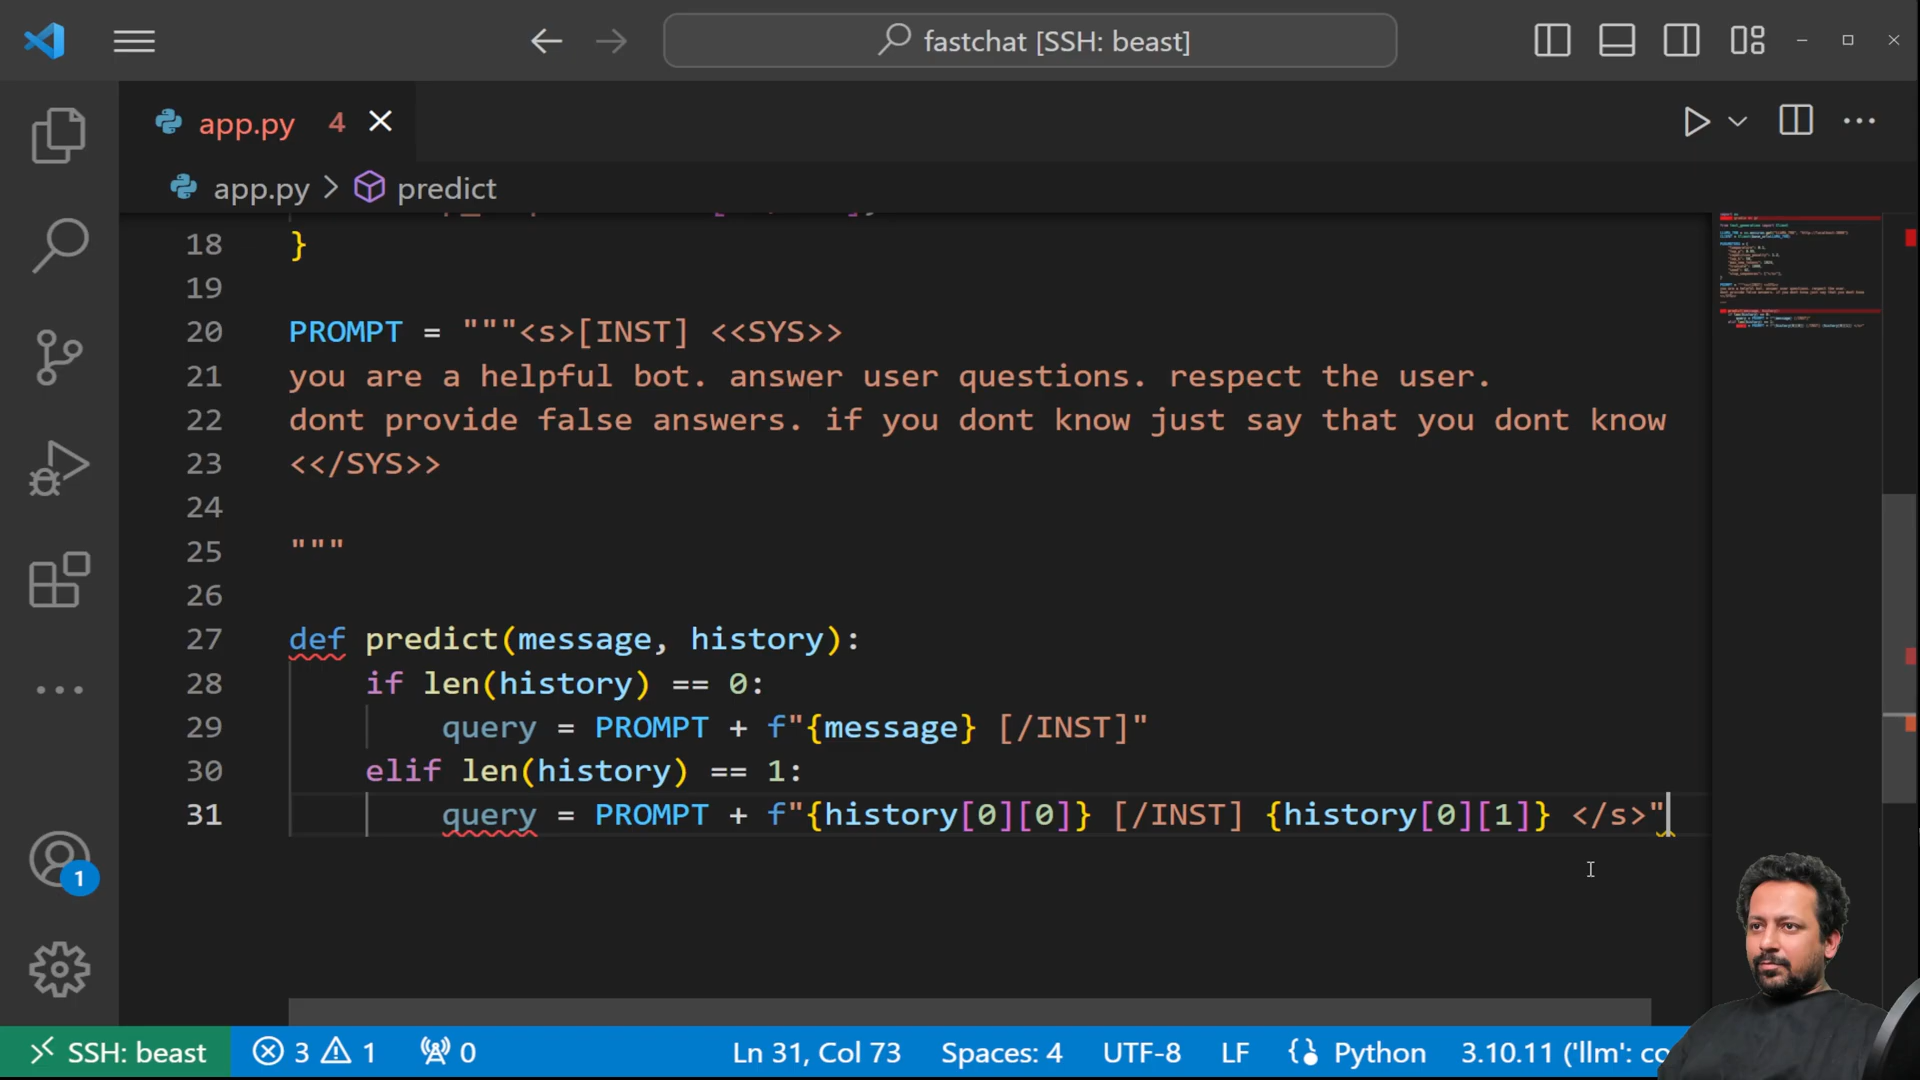 fastchat [SSH: beast]
app.py 4
app.py > predict
18 }
19
20 PROMPT = """<s>[INST] <<SYS>>
21 you are a helpful bot. answer user questions. respect the user.
22 dont provide false answers. if you dont know just say that you dont know
23 <</SYS>>
24
25 """
26
27 def predict(message, history):
28 if len(history) == 0:
29 query = PROMPT + f"{message} [/INST]"
30 elif len(history) == 1:
31 query = PROMPT + f"{history[0][0]} [/INST] {history[0][1]} </s>"
1
SSH: beast 3 1 0 Ln 31, Col 73 Spaces: 4 UTF-8 LF Python 3.10.11 ('llm': co